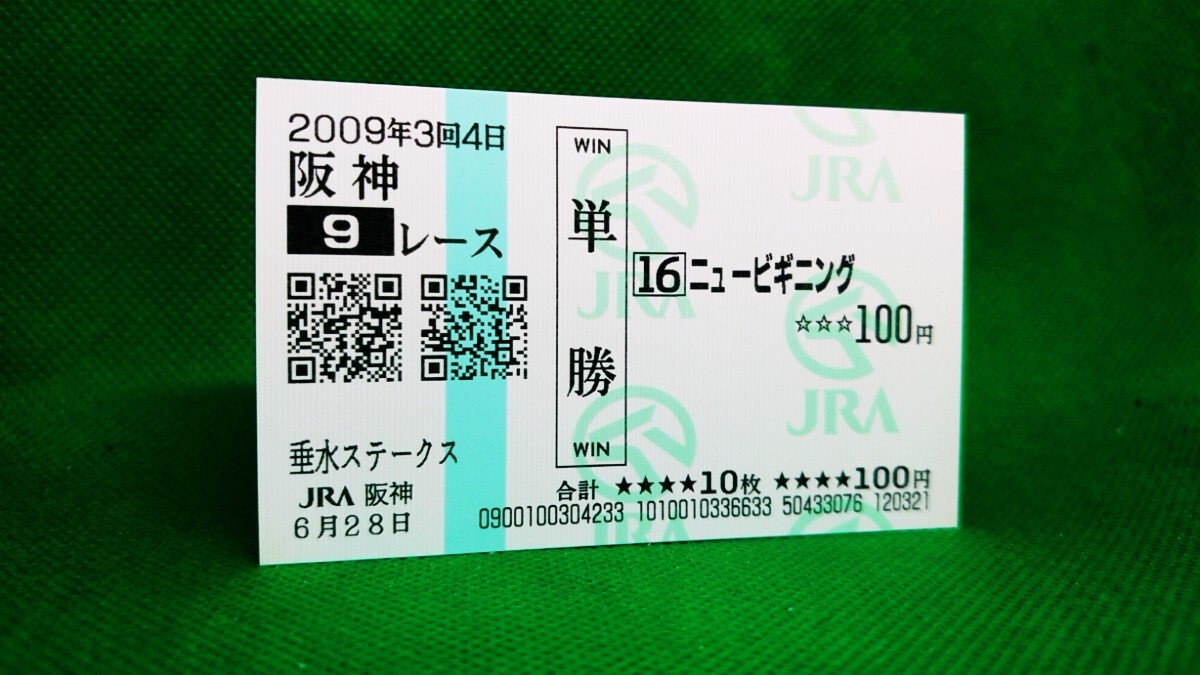 2009年3回4日
阪神
9レース
垂水ステークス
JRA 阪神
6月28日
WIN
単勝
WIN
16 ニュービギニング
☆☆☆100円
合計 ★★★★10枚 ★★★★100円
0900100304233 1010010336633 50433076 120321
JRA
JRA
JRA
JRA